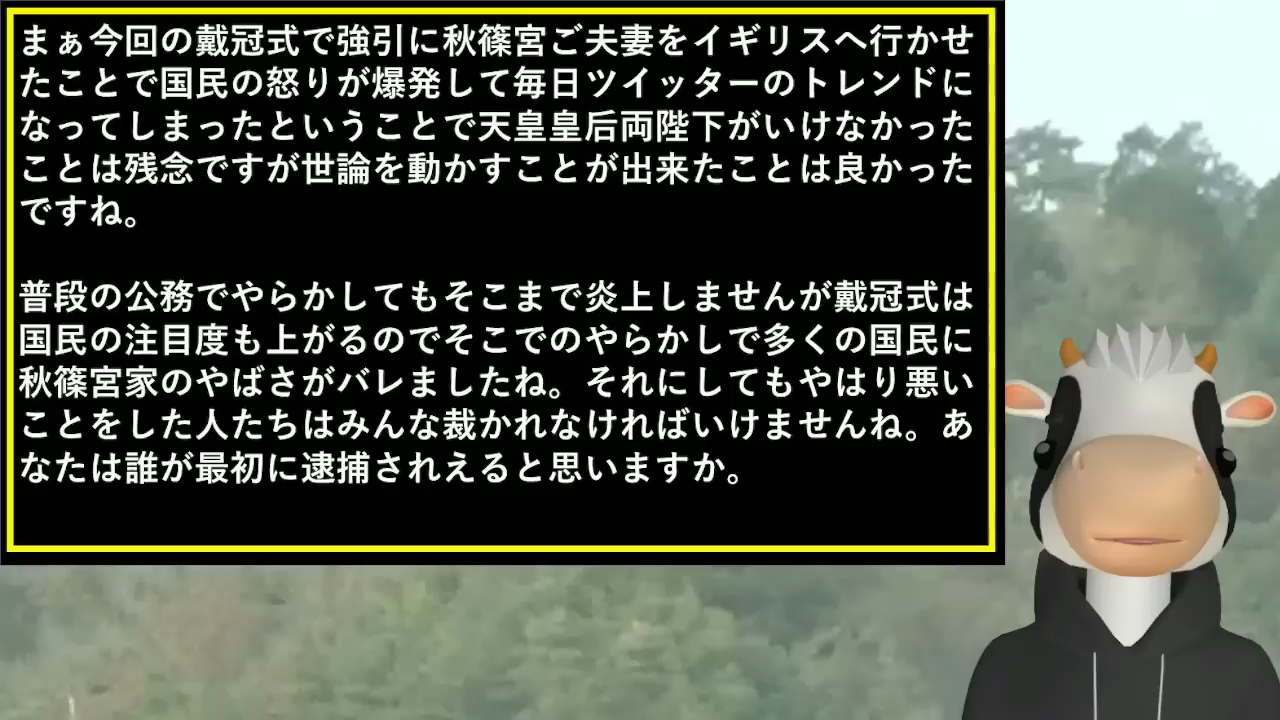 まぁ今回の戴冠式で強引に秋篠宮ご夫妻をイギリスへ行かせ
たことで国民の怒りが爆発して毎日ツイッターのトレンドに
なってしまったということで天皇皇后両陛下がいけなかった
ことは残念ですが世論を動かすことが出来たことは良かった
ですね。
普段の公務でやらかしてもそこまで炎上しませんが戴冠式は
国民の注目度も上がるのでそこでのやらかしで多くの国民に
秋篠宮家のやばさがバレましたね。それにしてもやはり悪い
ことをした人たちはみんな裁かれなければいけませんね。あ
なたは誰が最初に逮捕されえると思いますか。